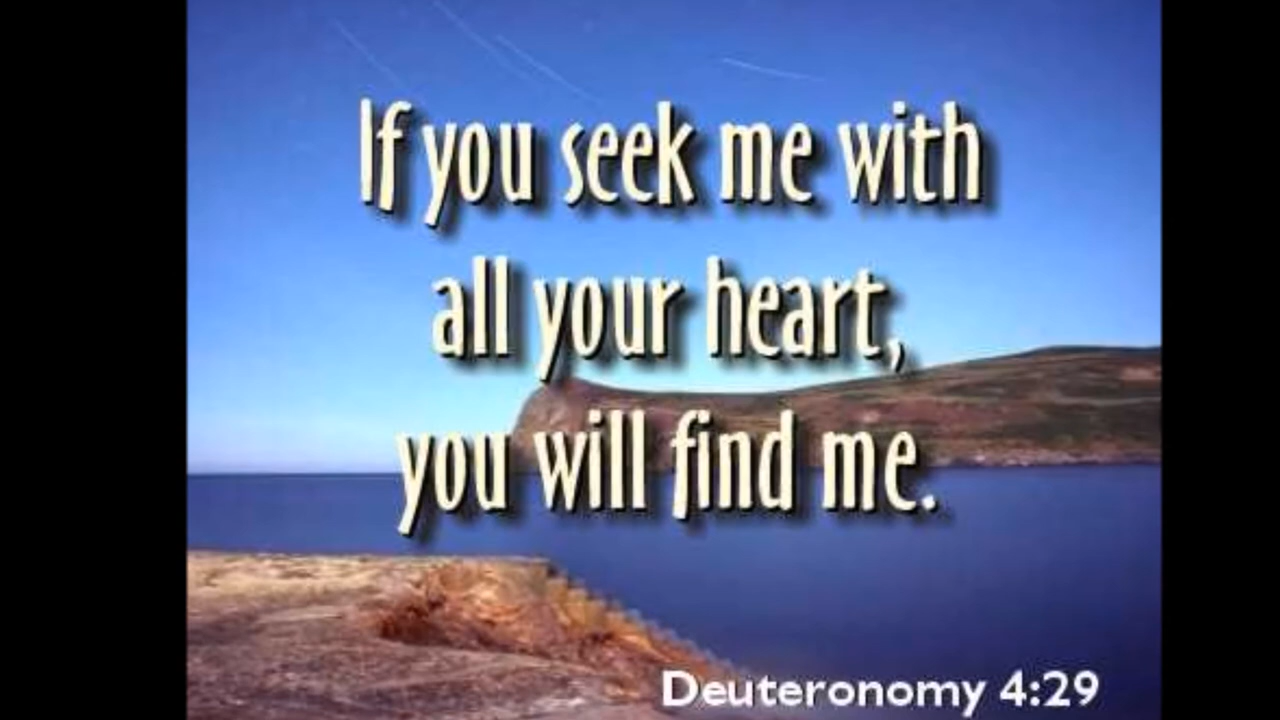 If you seek me with
all your heart,
you will find me.
Deuteronomy 4:29